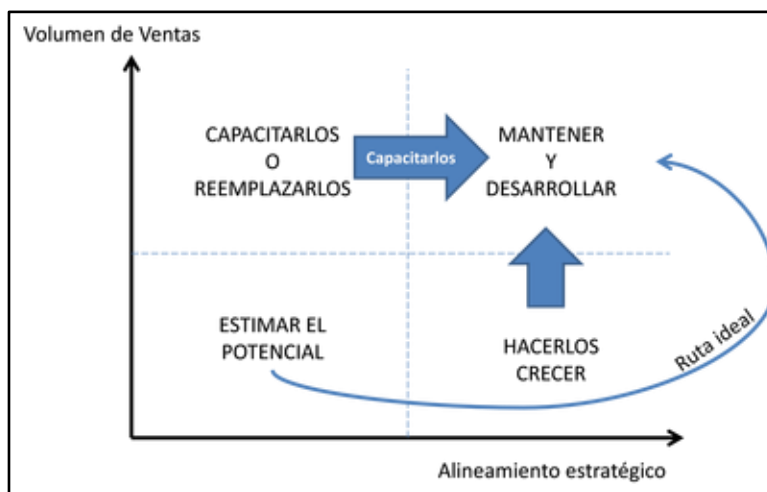 Volumen de Ventas
CAPACITARLOS
O
REEMPLAZARLOS
Capacitarlos
MANTENER
Y
DESARROLLAR
ESTIMAR EL
POTENCIAL
HACERLOS
CRECER
Ruta ideal
Alineamiento estratégico